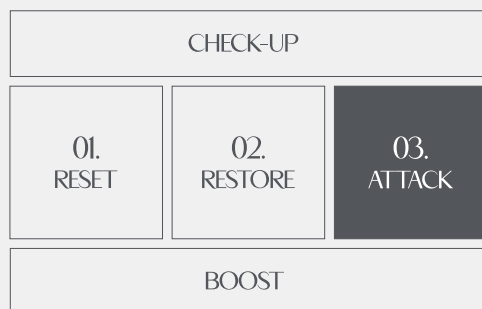 CHECK-UP
01.
RESET
02.
RESTORE
03.
ATTACK
BOOST